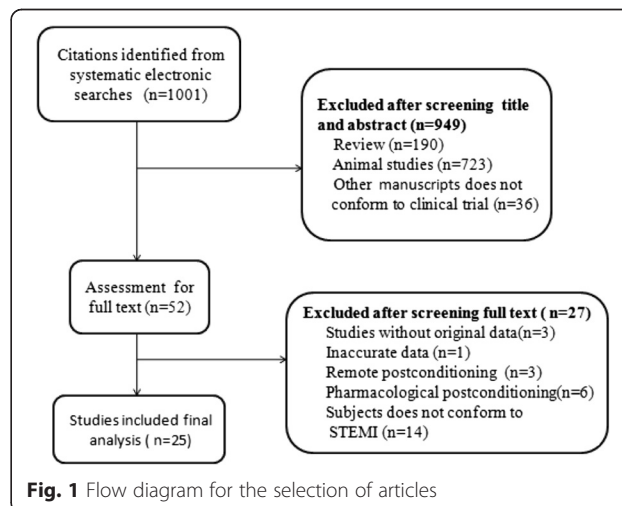 Citations identified from
systematic electronic
searches (n=1001)
Excluded after screening title
and abstract (n=949)
Review (n=190)
Animal studies (n=723)
Other manuscripts does not
conform to clinical trial (n=36)
Assessment for
full text (n=52)
Excluded after screening full text ( n=27)
Studies without original data(n=3)
Inaccurate data (n=1)
Remote postconditioning (n=3)
Pharmacological postconditioning(n=6)
Subjects does not conform to
STEMI (n=14)
Studies included final
analysis ( n=25)
Fig. 1 Flow diagram for the selection of articles